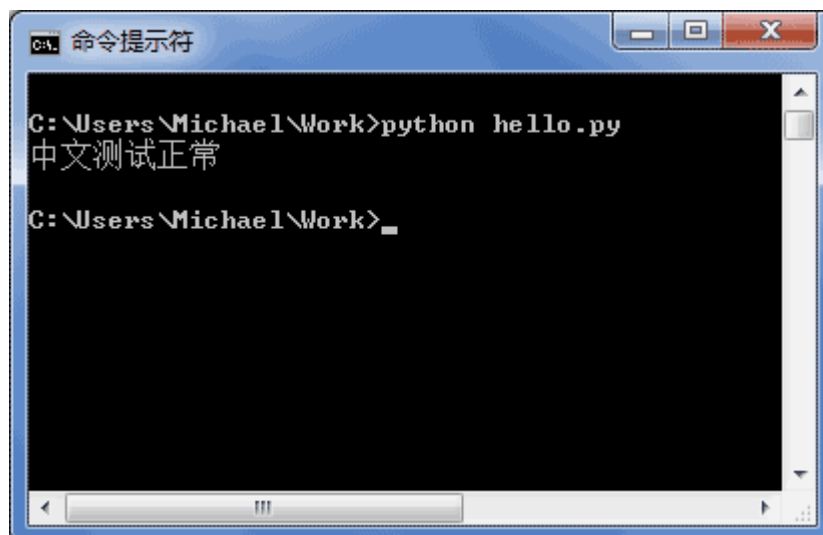 命令提示符
C:\Users\Michael\Work>python hello.py
中文测试正常
C:\Users\Michael\Work>_